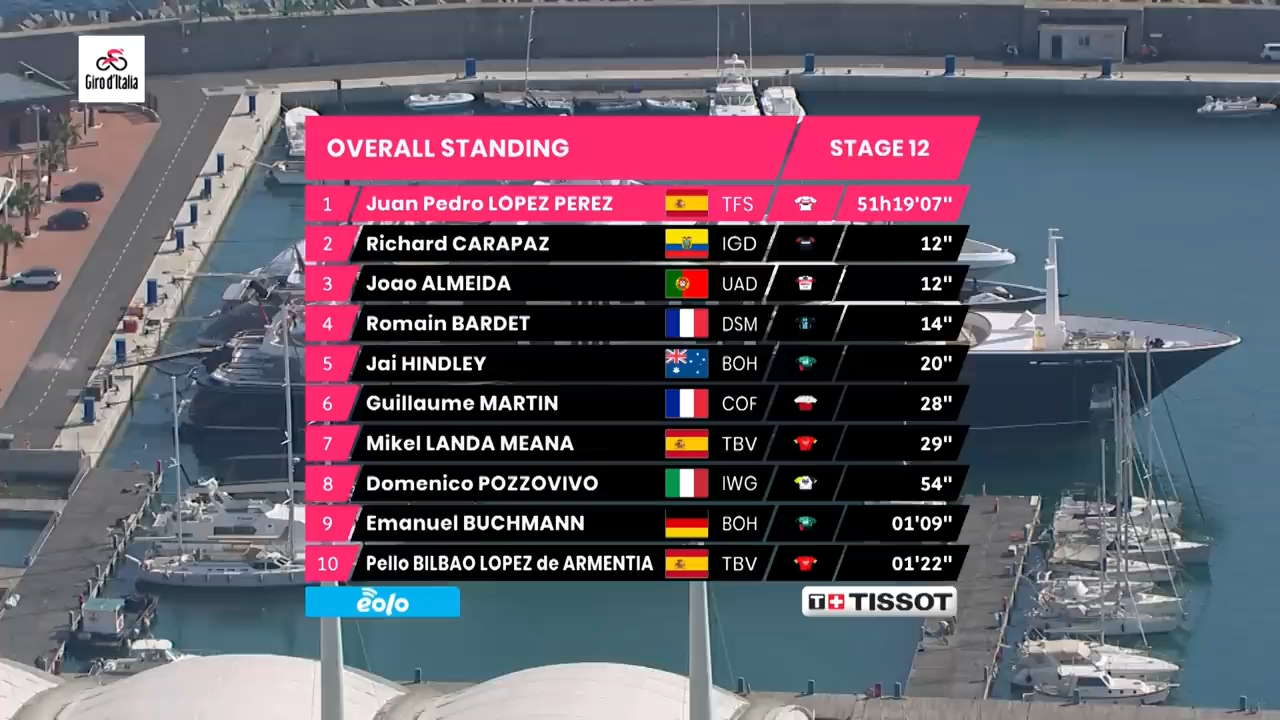 Giro d'Italia
OVERALL STANDING STAGE 12
1 Juan Pedro LOPEZ PEREZ TFS 51h19'07"
2 Richard CARAPAZ IGD 12"
3 Joao ALMEIDA UAD 12"
4 Romain BARDET DSM 14"
5 Jai HINDLEY BOH 20"
6 Guillaume MARTIN COF 28"
7 Mikel LANDA MEANA TBV 29"
8 Domenico POZZOVIVO IWG 54"
9 Emanuel BUCHMANN BOH 01'09"
10 Pello BILBAO LOPEZ de ARMENTIA TBV 01'22"
eolo T+ TISSOT